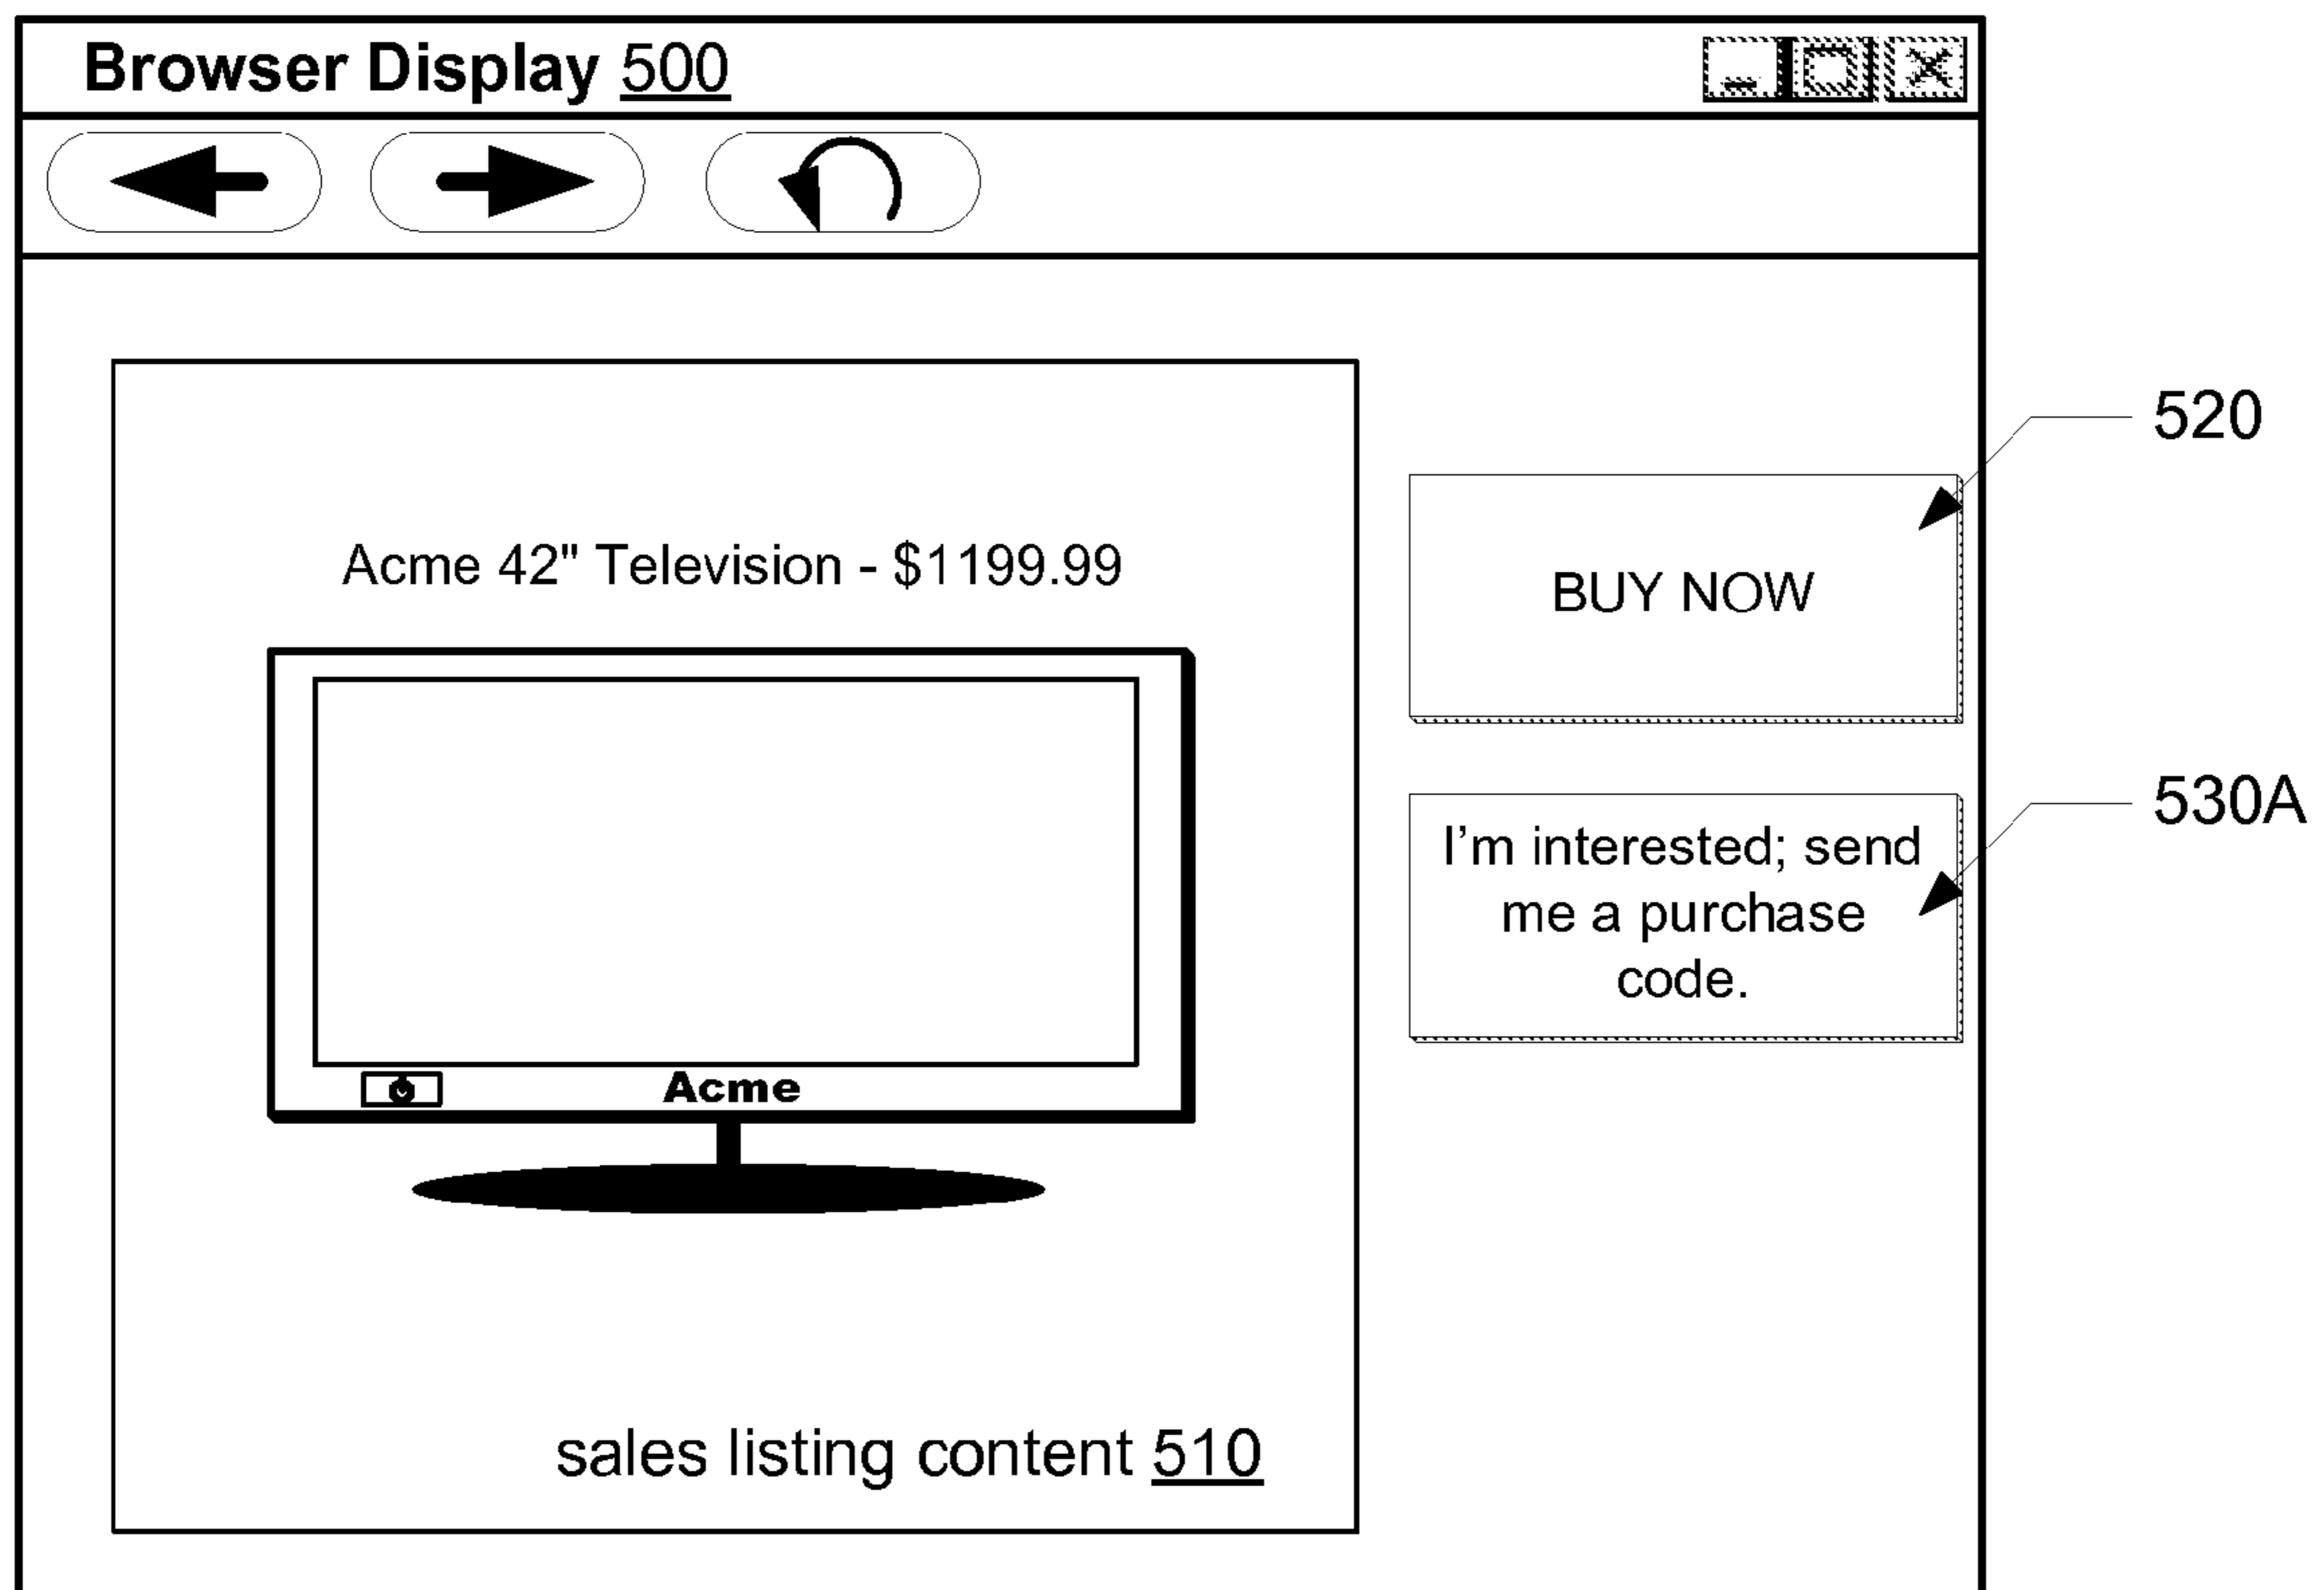 Browser Display 500
520
Acme 42" Television - $1199.99
BUY NOW
530A
I'm interested; send
me a purchase
code.
Acme
sales listing content 510